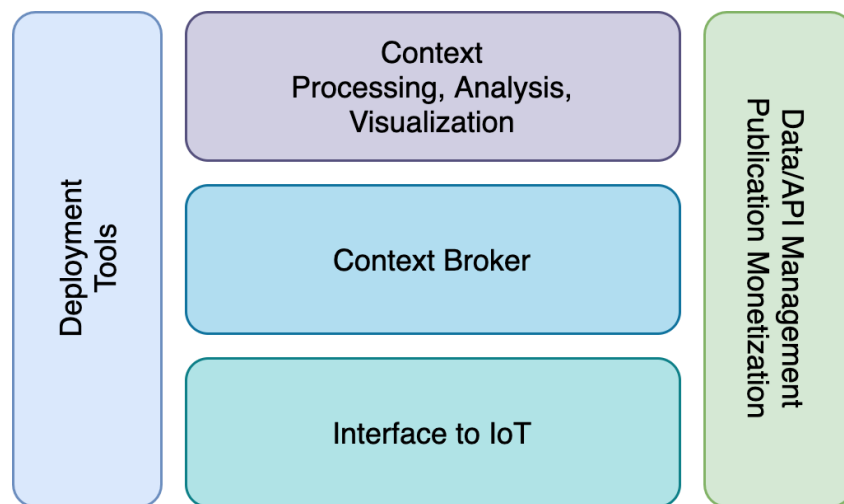 Deployment
Tools
Context
Processing, Analysis,
Visualization
Context Broker
Interface to IoT
Data/API Management
Publication Monetization